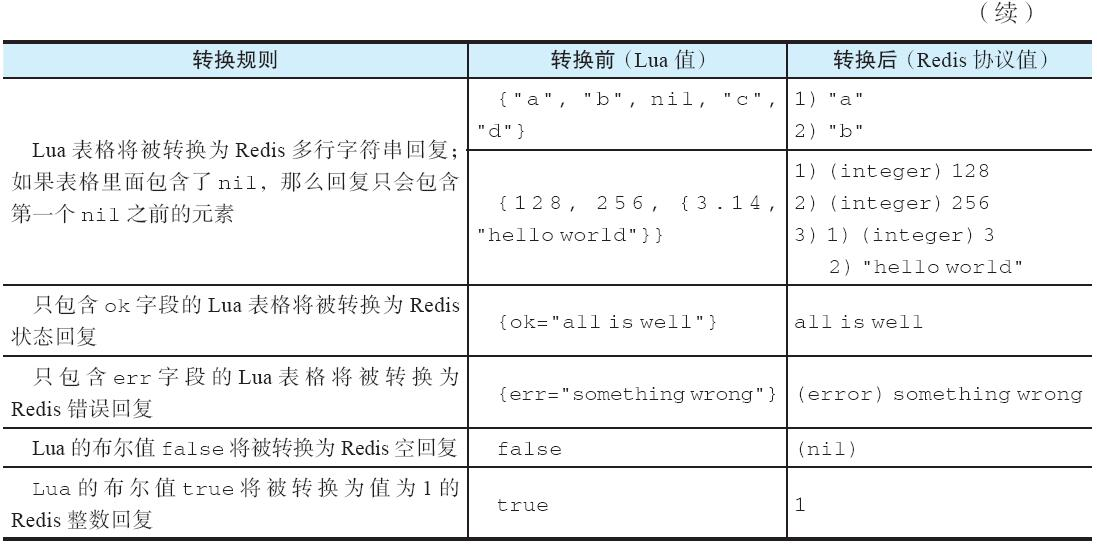 （续）
转换规则 转换前（Lua 值） 转换后（Redis 协议值）
Lua 表格将被转换为 Redis 多行字符串回复；
如果表格里面包含了 nil，那么回复只会包含
第一个 nil 之前的元素
{"a", "b", nil, "c",
"d"}
1) "a"
2) "b"
{128, 256, {3.14,
"hello world"}}
1) (integer) 128
2) (integer) 256
3) 1) (integer) 3
2) "hello world"
只包含 ok 字段的 Lua 表格将被转换为 Redis
状态回复
{ok="all is well"}
all is well
只包含 err 字段的 Lua 表格将被转换为
Redis 错误回复
{err="something wrong"}
(error) something wrong
Lua 的布尔值 false 将被转换为 Redis 空回复
false
(nil)
Lua 的布尔值 true 将被转换为值为 1 的
Redis 整数回复
true
1